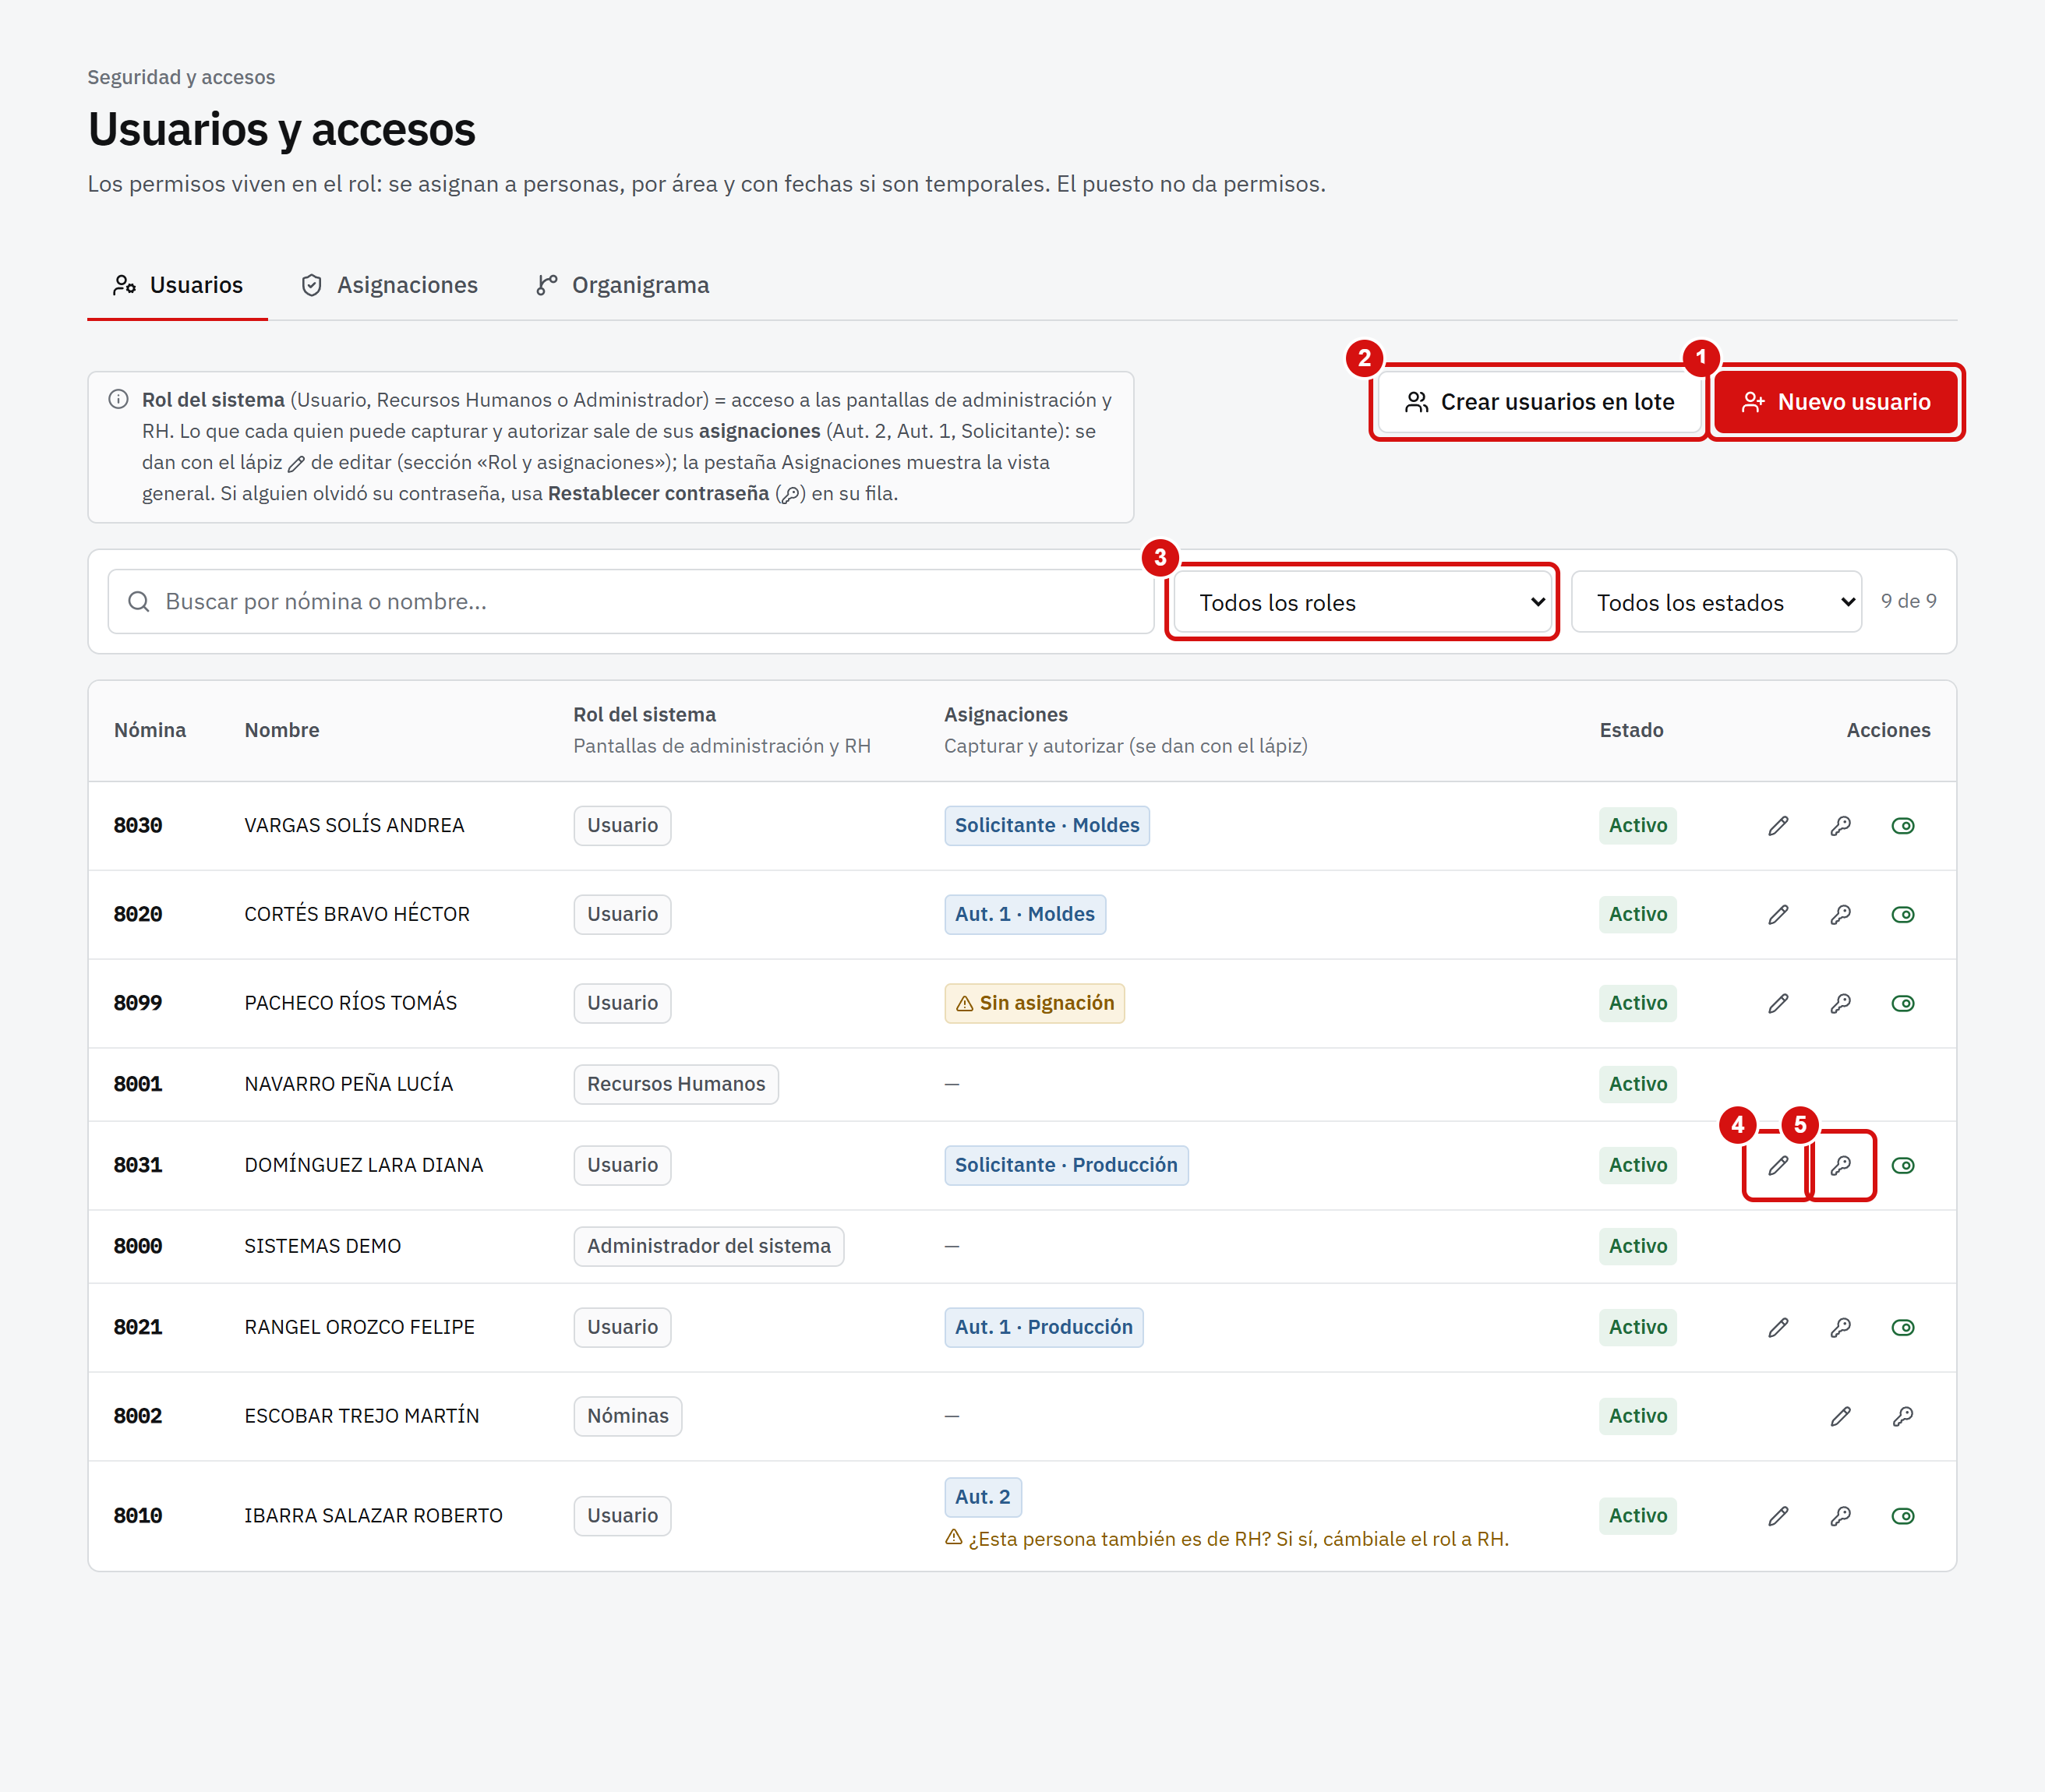 Seguridad y accesos
Usuarios y accesos
Los permisos viven en el rol: se asignan a personas, por área y con fechas si son temporales. El puesto no da permisos.
Usuarios
Asignaciones
Organigrama
Rol del sistema (Usuario, Recursos Humanos o Administrador) = acceso a las pantallas de administración y
RH. Lo que cada quien puede capturar y autorizar sale de sus asignaciones (Aut. 2, Aut. 1, Solicitante): se
dan con el lápiz de editar (sección «Rol y asignaciones»); la pestaña Asignaciones muestra la vista
general. Si alguien olvidó su contraseña, usa Restablecer contraseña () en su fila.
2
Crear usuarios en lote
1
Nuevo usuario
Buscar por nómina o nombre...
3
Todos los roles
Todos los estados
9 de 9
Nómina
Nombre
Rol del sistema
Pantallas de administración y RH
Asignaciones
Capturar y autorizar (se dan con el lápiz)
Estado
Acciones
8030 VARGAS SOLÍS ANDREA Usuario Solicitante · Moldes Activo
8020 CORTÉS BRAVO HÉCTOR Usuario Aut. 1 · Moldes Activo
8099 PACHECO RÍOS TOMÁS Usuario Sin asignación Activo
8001 NAVARRO PEÑA LUCÍA Recursos Humanos — Activo
4 5
8031 DOMÍNGUEZ LARA DIANA Usuario Solicitante · Producción Activo
8000 SISTEMAS DEMO Administrador del sistema — Activo
8021 RANGEL OROZCO FELIPE Usuario Aut. 1 · Producción Activo
8002 ESCOBAR TREJO MARTÍN Nóminas — Activo
8010 IBARRA SALAZAR ROBERTO Usuario Aut. 2 Activo
¿Esta persona también es de RH? Si sí, cámbiale el rol a RH.